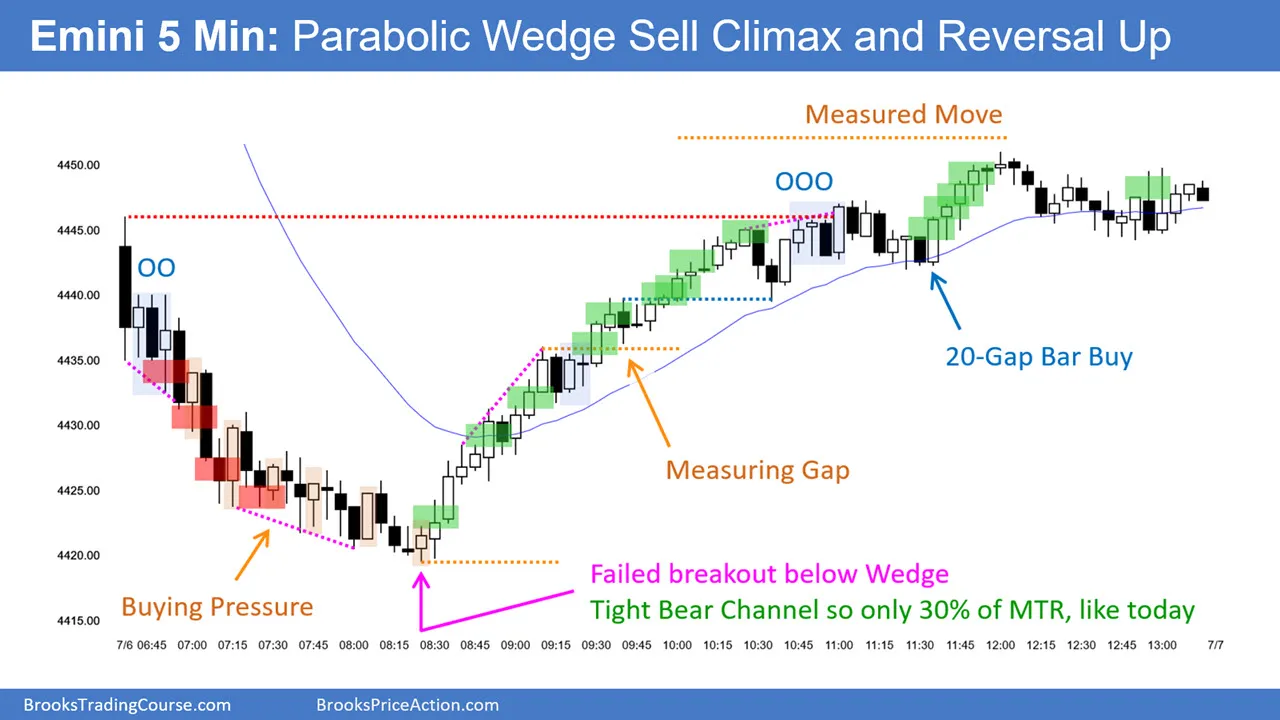 Emini 5 Min: Parabolic Wedge Sell Climax and Reversal Up
Measured Move
4450.00
OOO
4445.00
OO
4440.00
4435.00
20-Gap Bar Buy
4430.00
Measuring Gap
4425.00
4420.00
Failed breakout below Wedge
Buying Pressure
Tight Bear Channel so only 30% of MTR, like today
4415.00
7/6 06:45 07:00 07:15 07:30 07:45 08:00 08:15 08:30 08:45 09:00 09:15 09:30 09:45 10:00 10:15 10:30 10:45 11:00 11:15 11:30 11:45 12:00 12:15 12:30 12:45 13:00 7/7
BrooksTradingCourse.com BrooksPriceAction.com